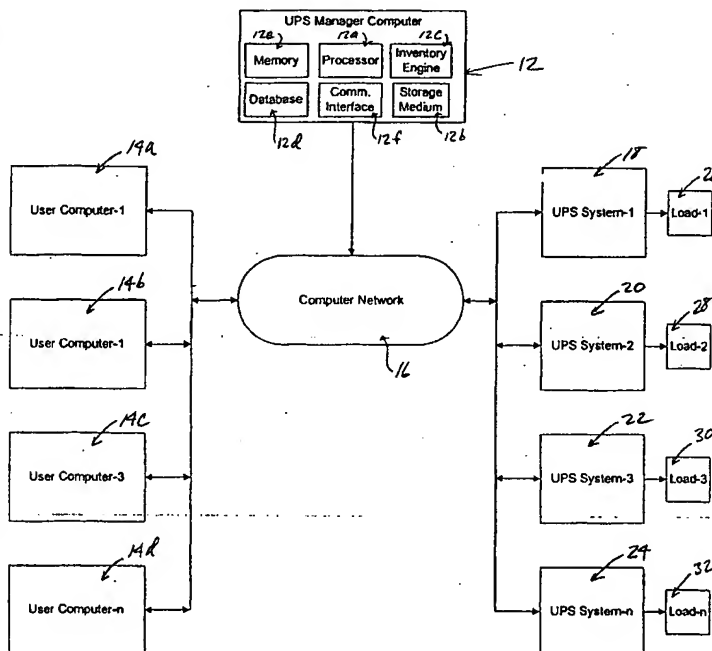 UPS Manager Computer
12e
12a
12c
Memory
Processor
Inventory
Engine
12
Database
Comm.
Interface
Storage
Medium
12d
12f
12b
14a
User Computer-1
18
UPS System-1
Load-1
14b
User Computer-1
Computer Network
16
20
UPS System-2
28
Load-2
14c
User Computer-3
22
UPS System-3
30
Load-3
14d
User Computer-n
24
UPS System-n
32
Load-n